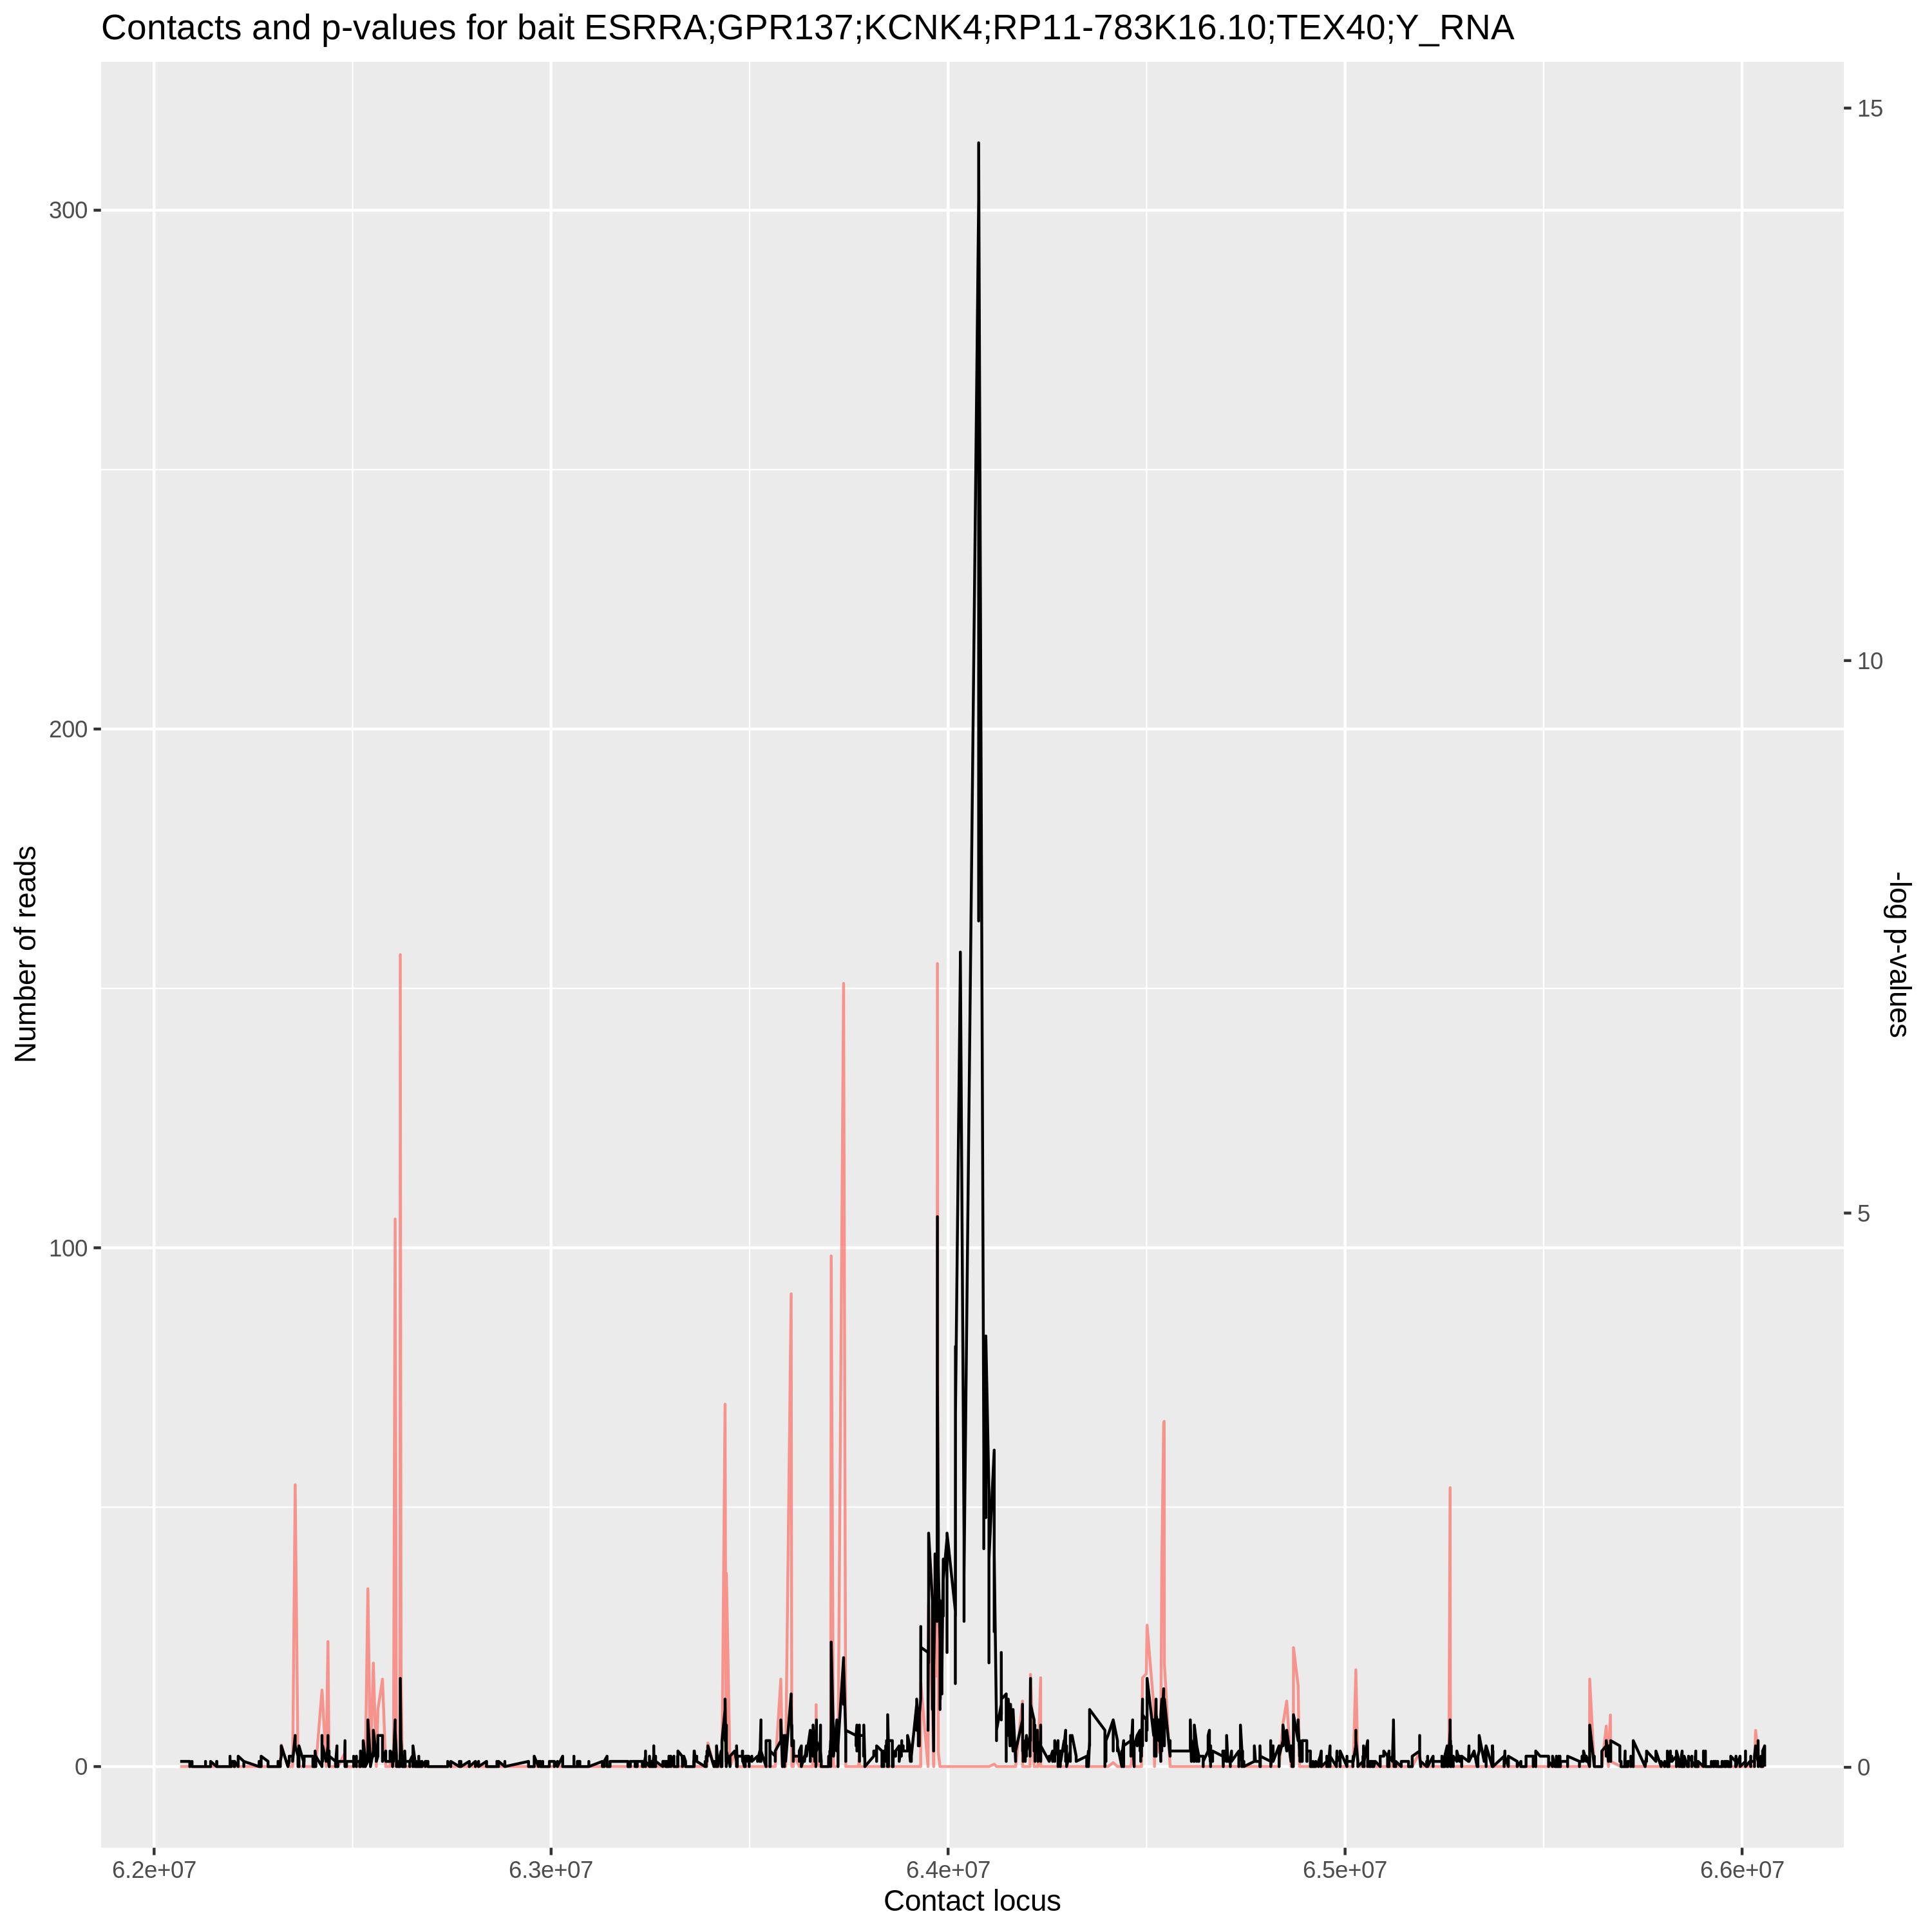 Contacts and p-values for bait ESRRA;GPR137;KCNK4;RP11-783K16.10;TEX40;Y_RNA
15
300
10
200
Number of reads
-log p-values
5
100
0
0
6.2e+07
6.3e+07
6.4e+07
6.5e+07
6.6e+07
Contact locus